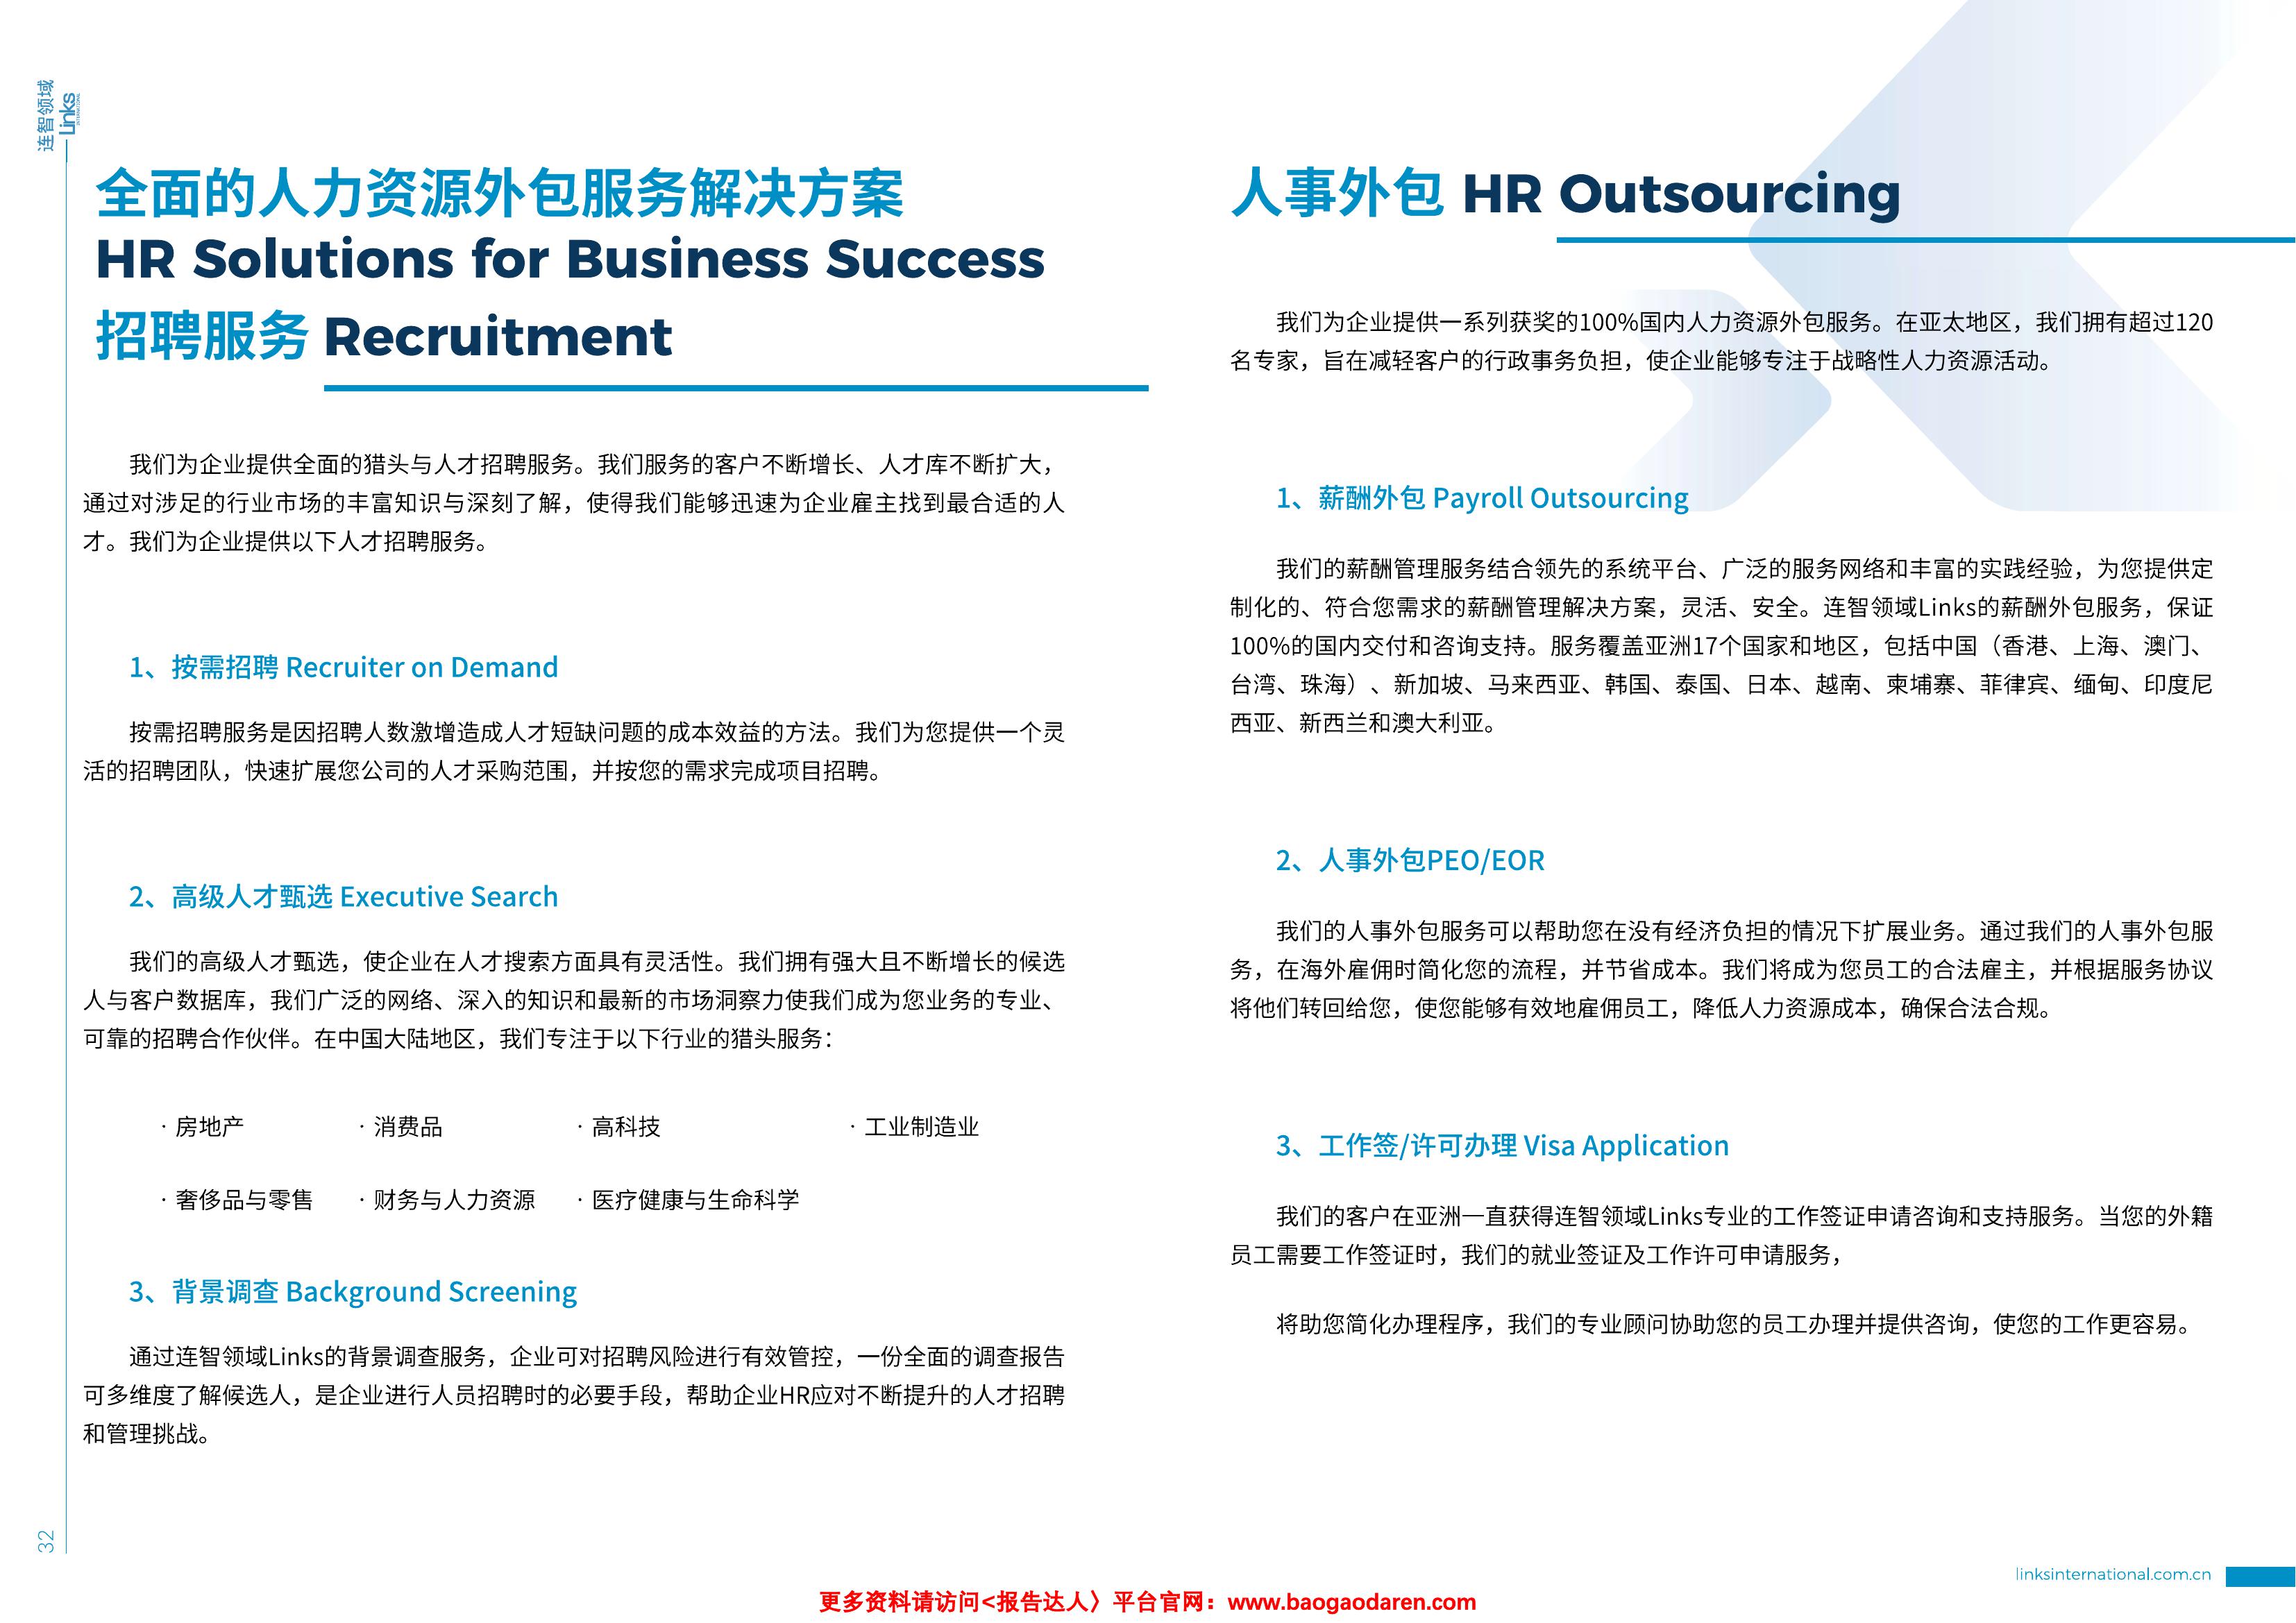 连智领域
Links
INTERNATIONAL
全面的人力资源外包服务解决方案
HR Solutions for Business Success
招聘服务 Recruitment
我们为企业提供全面的猎头与人才招聘服务。我们服务的客户不断增长、人才库不断扩大，
通过对涉足的行业市场的丰富知识与深刻了解，使得我们能够迅速为企业雇主找到最合适的人
才。我们为企业提供以下人才招聘服务。
1、按需招聘 Recruiter on Demand
按需招聘服务是因招聘人数激增造成人才短缺问题的成本效益的方法。我们为您提供一个灵
活的招聘团队，快速扩展您公司的人才采购范围，并按您的需求完成项目招聘。
2、高级人才甄选 Executive Search
我们的高级人才甄选，使企业在人才搜索方面具有灵活性。我们拥有强大且不断增长的候选
人与客户数据库，我们广泛的网络、深入的知识和最新的市场洞察力使我们成为您业务的专业、
可靠的招聘合作伙伴。在中国大陆地区，我们专注于以下行业的猎头服务：
· 房地产 · 消费品 · 高科技 · 工业制造业
· 奢侈品与零售 · 财务与人力资源 · 医疗健康与生命科学
3、背景调查 Background Screening
通过连智领域Links的背景调查服务，企业可对招聘风险进行有效管控，一份全面的调查报告
可多维度了解候选人，是企业进行人员招聘时的必要手段，帮助企业HR应对不断提升的人才招聘
和管理挑战。
32
人事外包 HR Outsourcing
我们为企业提供一系列获奖的100%国内人力资源外包服务。在亚太地区，我们拥有超过120
名专家，旨在减轻客户的行政事务负担，使企业能够专注于战略性人力资源活动。
1、薪酬外包 Payroll Outsourcing
我们的薪酬管理服务结合领先的系统平台、广泛的服务网络和丰富的实践经验，为您提供定
制化的、符合您需求的薪酬管理解决方案，灵活、安全。连智领域Links的薪酬外包服务，保证
100%的国内交付和咨询支持。服务覆盖亚洲17个国家和地区，包括中国（香港、上海、澳门、
台湾、珠海）、新加坡、马来西亚、韩国、泰国、日本、越南、柬埔寨、菲律宾、缅甸、印度尼
西亚、新西兰和澳大利亚。
2、人事外包PEO/EOR
我们的人事外包服务可以帮助您在没有经济负担的情况下扩展业务。通过我们的人事外包服
务，在海外雇佣时简化您的流程，并节省成本。我们将成为您员工的合法雇主，并根据服务协议
将他们转回给您，使您能够有效地雇佣员工，降低人力资源成本，确保合法合规。
3、工作签/许可办理 Visa Application
我们的客户在亚洲一直获得连智领域Links专业的工作签证申请咨询和支持服务。当您的外籍
员工需要工作签证时，我们的就业签证及工作许可申请服务，
将助您简化办理程序，我们的专业顾问协助您的员工办理并提供咨询，使您的工作更容易。
linksinternational.com.cn
更多资料请访问<报告达人〉平台官网：www.baogaodaren.com